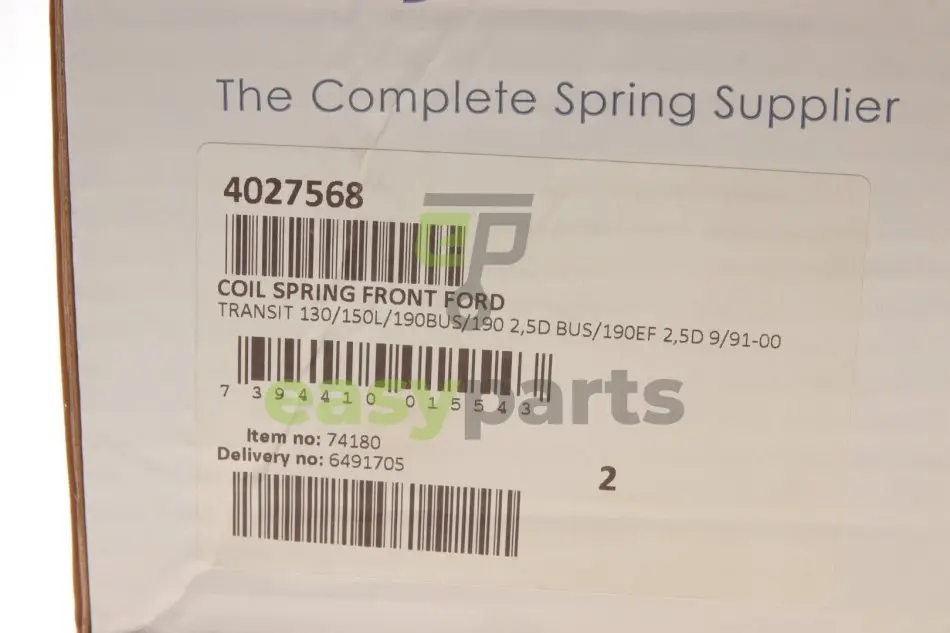 The Complete Spring Supplier
4027568
COIL SPRING FRONT FORD
TRANSIT 130/150L/190BUS/190 2,5D BUS/190EF 2,5D 9/91-00
7 394410 015543
easyparts
Item no: 74180
Delivery no: 6491705
2
ep